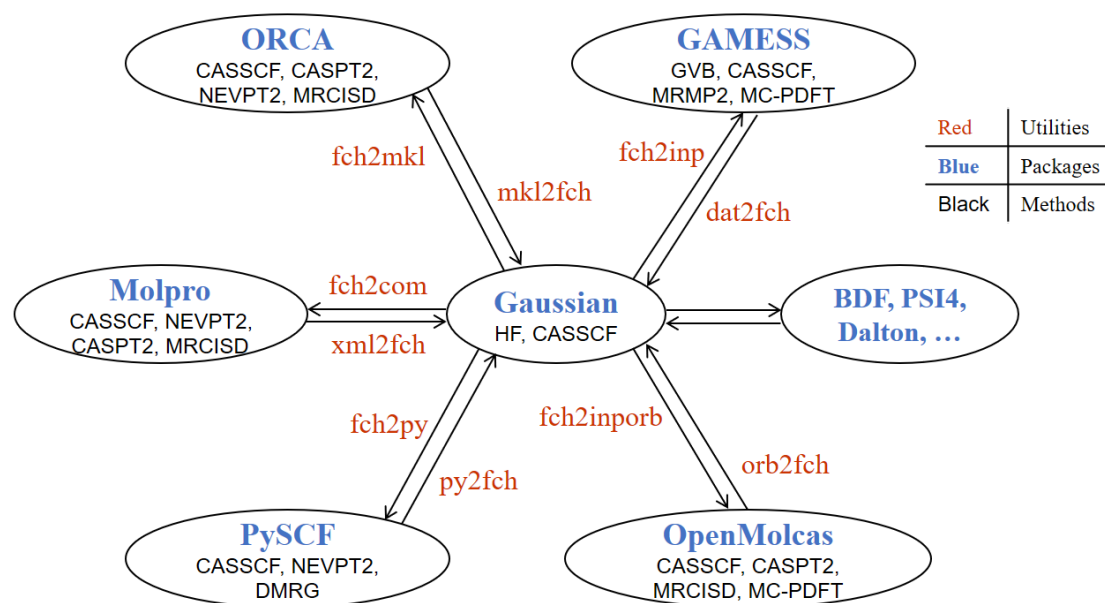 ORCA
CASSCF, CASPT2,
NEVPT2, MRCISD
GAMESS
GVB, CASSCF,
MRMP2, MC-PDFT
Red Utilities
Blue Packages
Black Methods
fch2mkl
mkl2fch
fch2inp
dat2fch
Molpro
CASSCF, NEVPT2,
CASPT2, MRCISD
fch2com
xml2fch
Gaussian
HF, CASSCF
BDF, PSI4,
Dalton, …
fch2py
py2fch
fch2inporb
orb2fch
PySCF
CASSCF, NEVPT2,
DMRG
OpenMolcas
CASSCF, CASPT2,
MRCISD, MC-PDFT